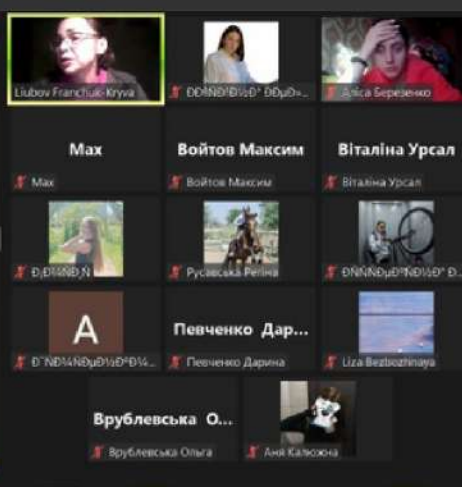 Liubov Franchuk-Kryva
Аліса Березенко
Max
Max
Войтов Максим
Войтов Максим
Віталіна Урсал
Віталіна Урсал
Русавська Регіна
A
Певченко Дар...
Певченко Дарина
Liza Bezbozhnaya
Врублевська О...
Врублевська Ольга
Аня Калюжна